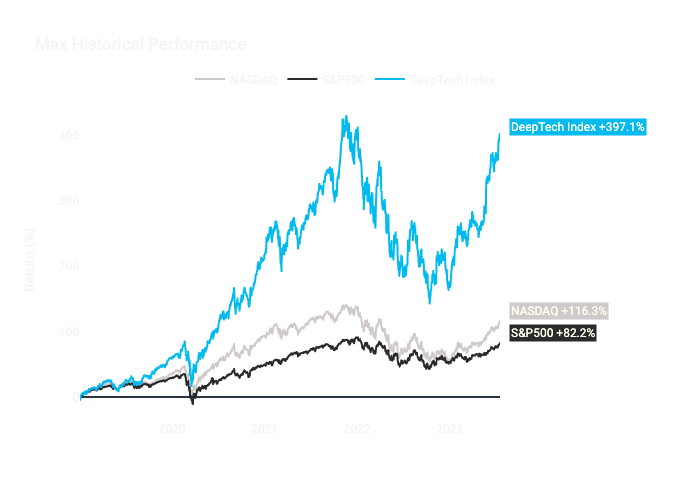 Max Historical Performance
NASDAQ S&P500 DeepTech Index
400
300
200
100
Return (%)
DeepTech Index +397.1%
NASDAQ +116.3%
S&P500 +82.2%
2020 2021 2022 2023